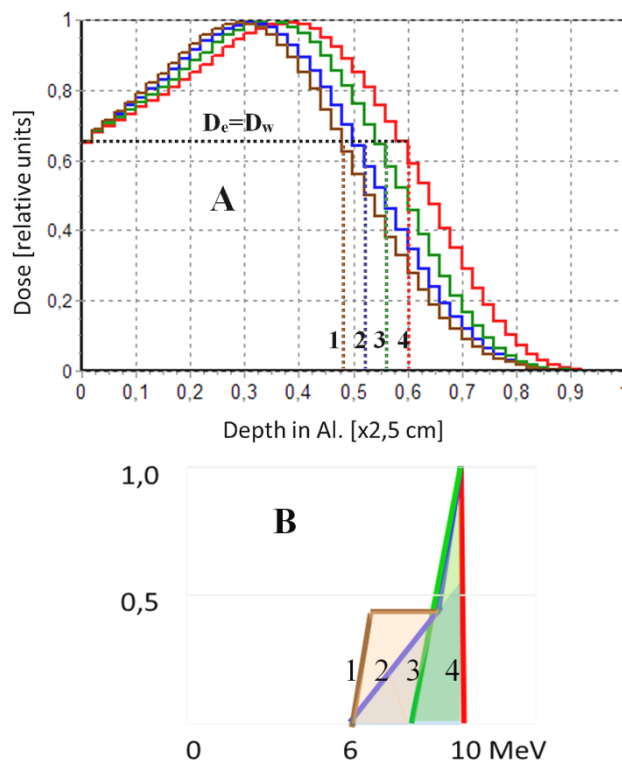 1
0,8
0,6
0,4
0,2
0
A
Dₑ=D_w
1 2 3 4
0 0,1 0,2 0,3 0,4 0,5 0,6 0,7 0,8 0,9 1
Dose [relative units]
Depth in Al. [x2,5 cm]
1,0
B
0,5
1 2 3 4
0 6 10 MeV